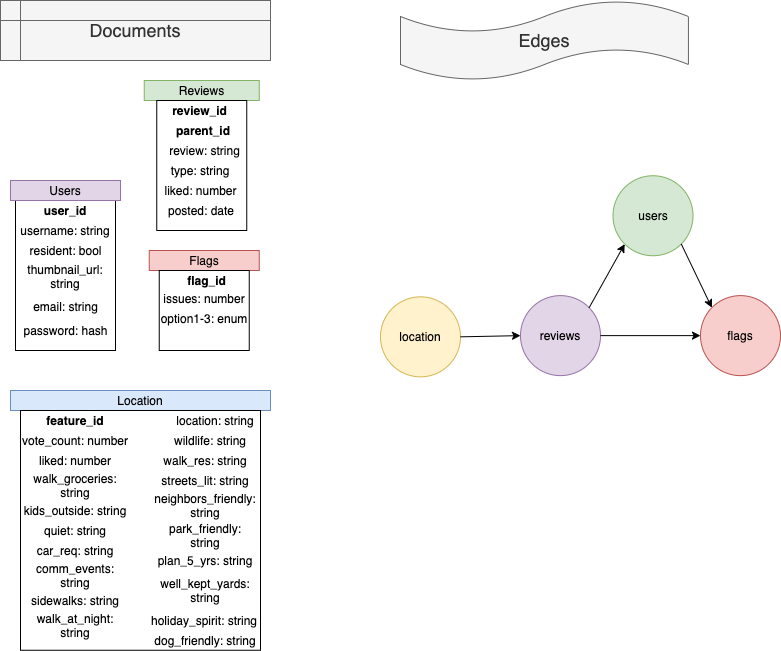 Documents
Edges
Reviews
review_id
parent_id
review: string
type: string
liked: number
posted: date
Users
user_id
username: string
resident: bool
thumbnail_url:
string
email: string
password: hash
Flags
flag_id
issues: number
option1-3: enum
users
location
reviews
flags
Location
feature_id
vote_count: number
liked: number
walk_groceries:
string
kids_outside: string
quiet: string
car_req: string
comm_events:
string
sidewalks: string
walk_at_night:
string
location: string
wildlife: string
walk_res: string
streets_lit: string
neighbors_friendly:
string
park_friendly:
string
plan_5_yrs: string
well_kept_yards:
string
holiday_spirit: string
dog_friendly: string